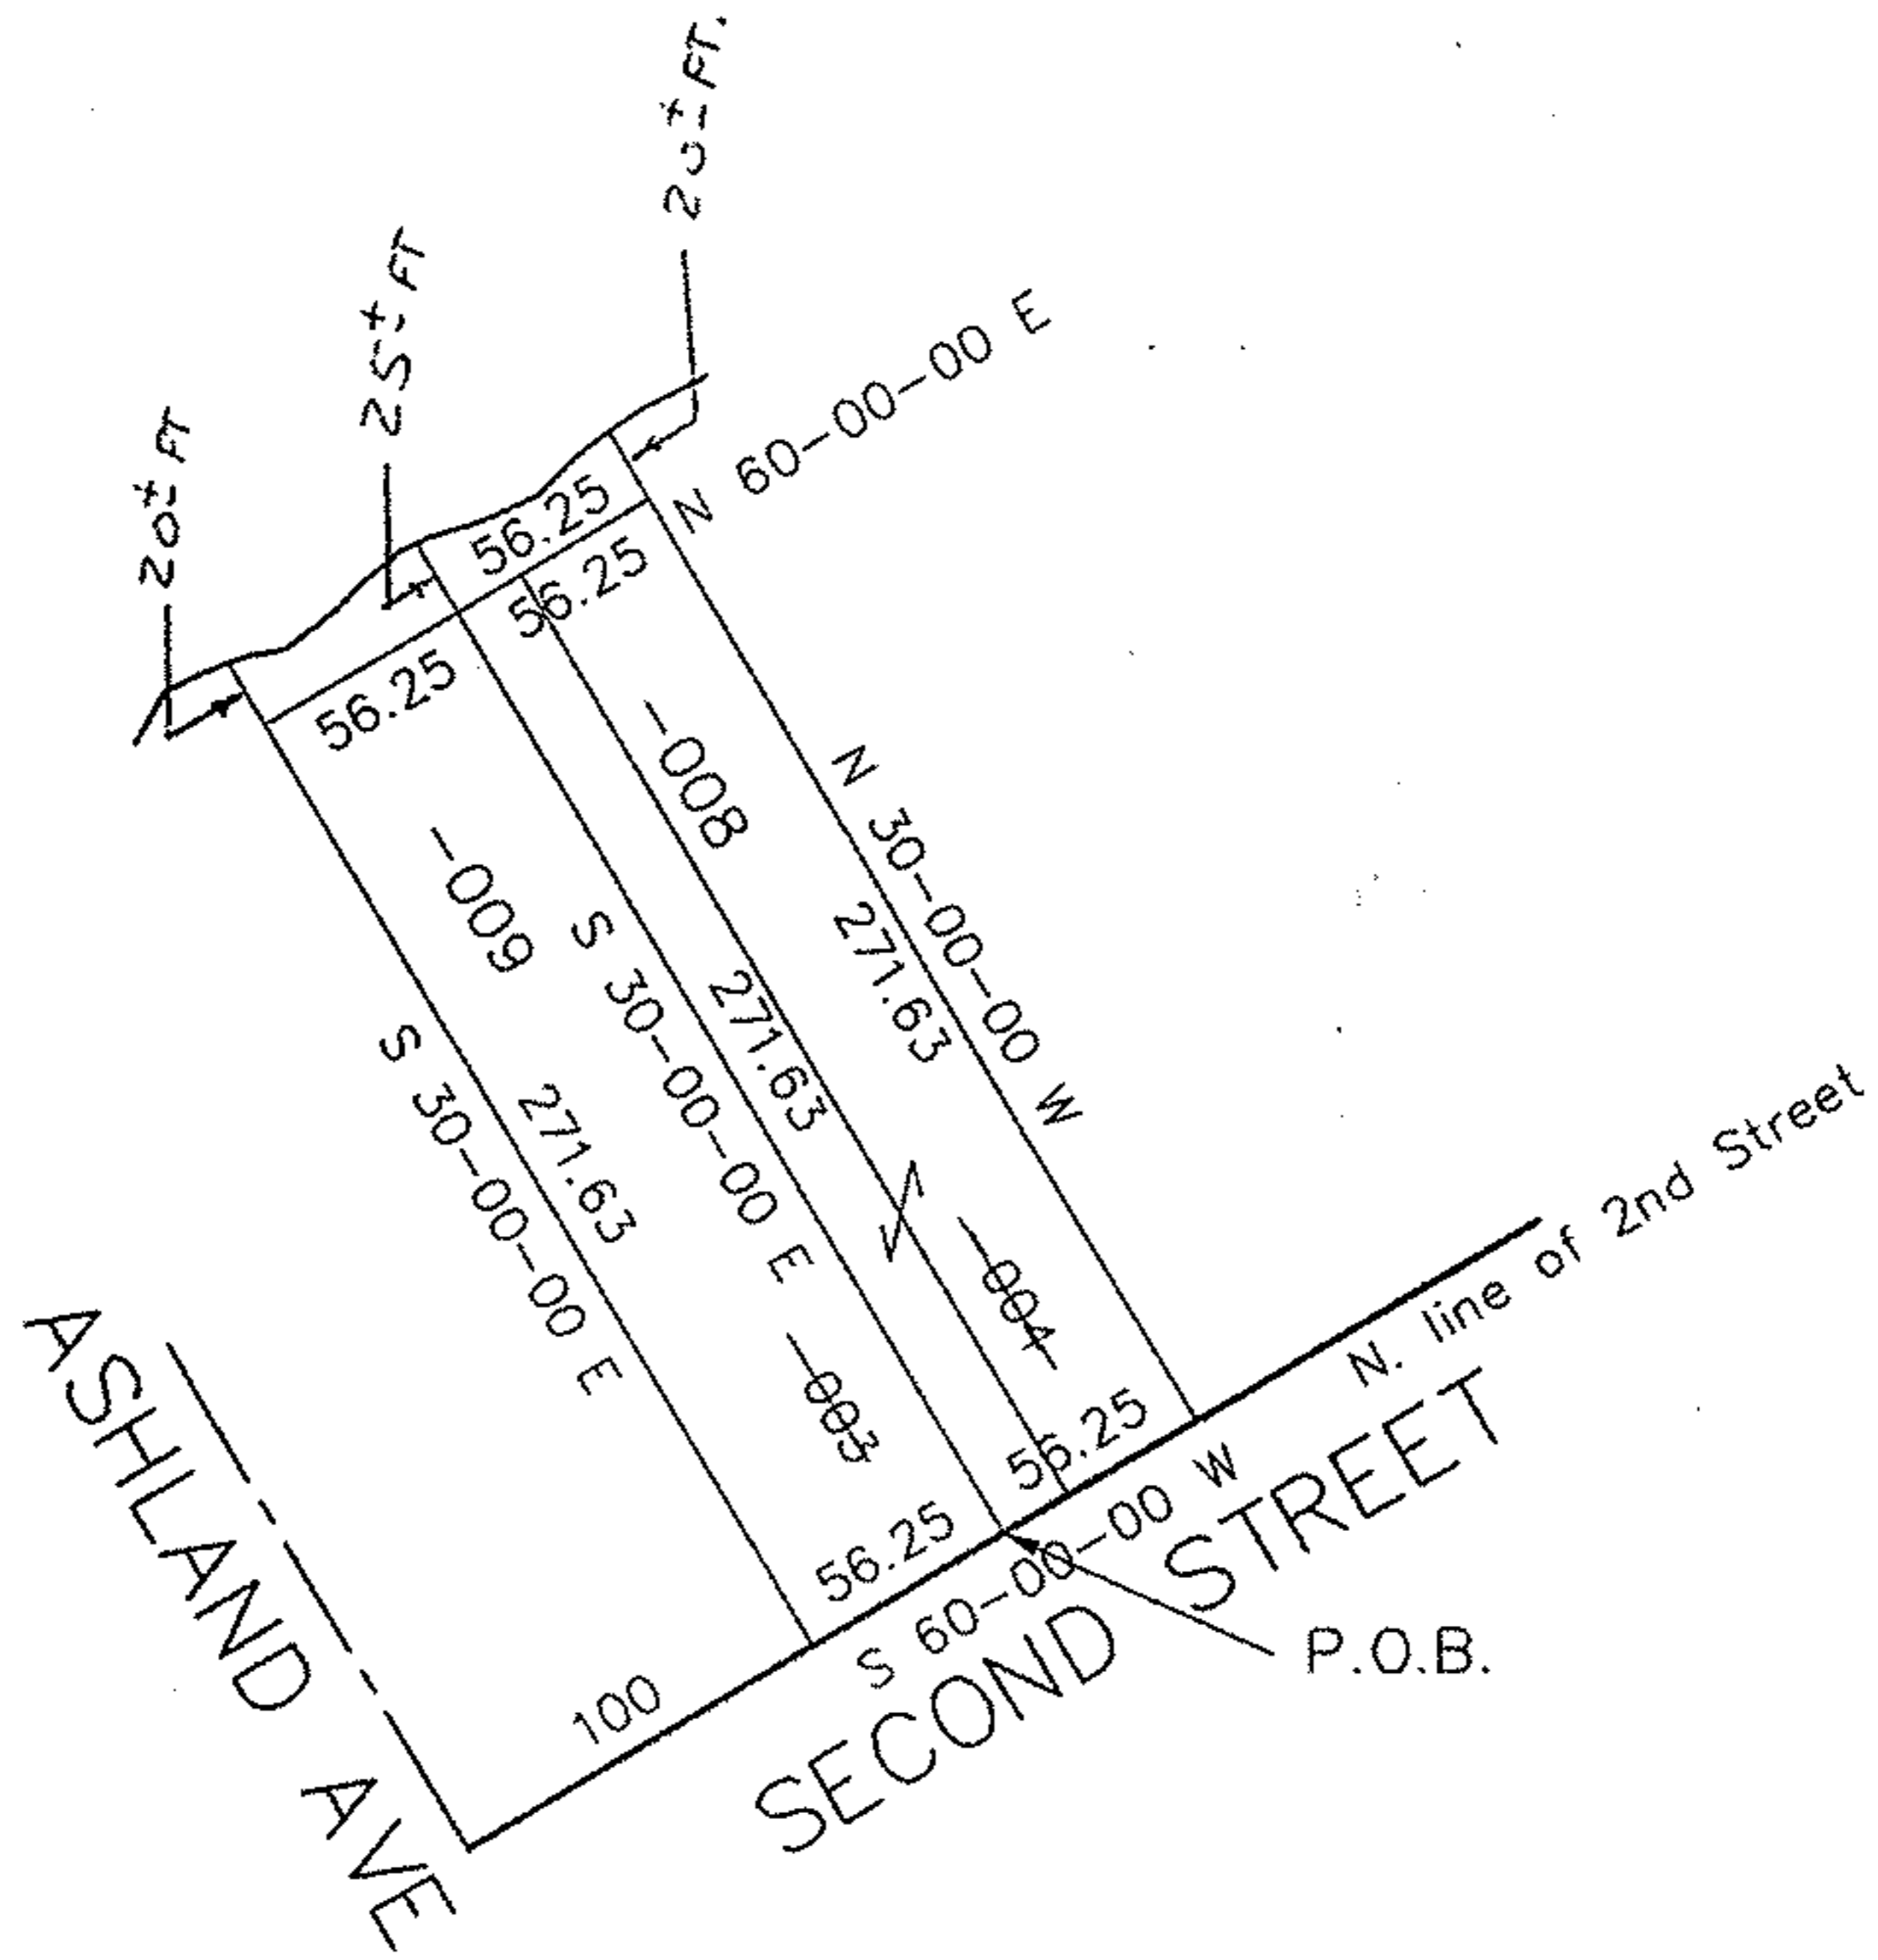 20± FT.
25± FT
20± FT
N 60-00-00 E
56.25
56.25
56.25
-008
N 30-00-00 W
271.63
-009
S 30-00-00 E
271.63
S 30-00-00 E
271.63
-004
-003
56.25
56.25
100
N. line of 2nd Street
S 60-00-00 W
SECOND STREET
P.O.B.
ASHLAND AVE